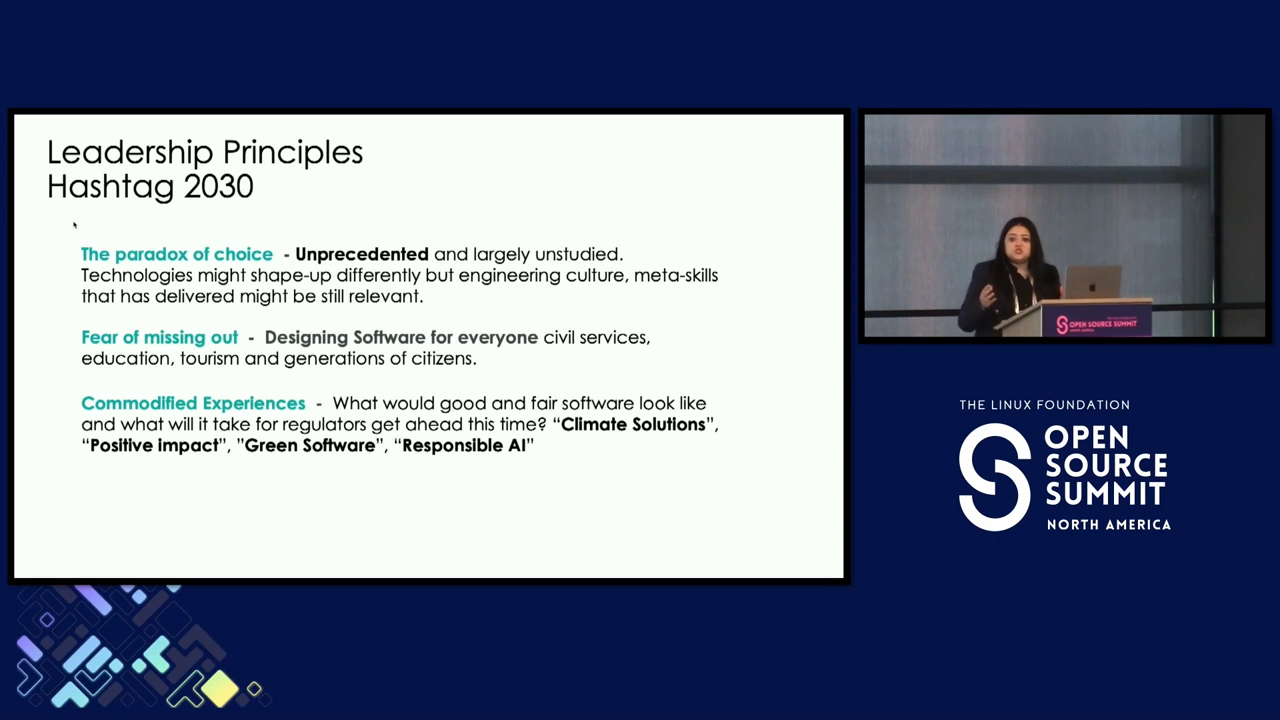 Leadership Principles
Hashtag 2030
The paradox of choice - Unprecedented and largely unstudied.
Technologies might shape-up differently but engineering culture, meta-skills
that has delivered might be still relevant.
Fear of missing out - Designing Software for everyone civil services,
education, tourism and generations of citizens.
Commodified Experiences - What would good and fair software look like
and what will it take for regulators get ahead this time? “Climate Solutions”,
“Positive impact”, ”Green Software”, “Responsible AI”
OPEN SOURCE SUMMIT
THE LINUX FOUNDATION
OPEN
SOURCE
SUMMIT
NORTH AMERICA